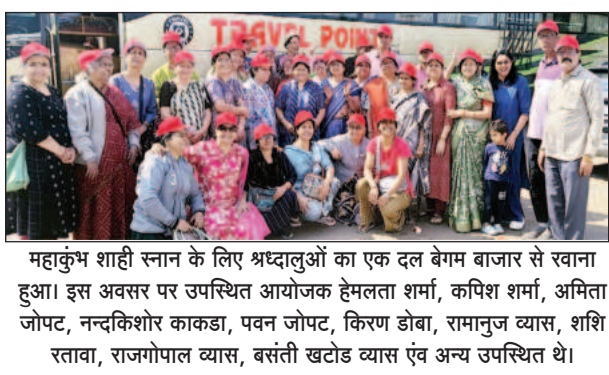 TRAVEL POINT
महाकुंभ शाही स्नान के लिए श्रध्दालुओं का एक दल बेगम बाजार से रवाना
हुआ। इस अवसर पर उपस्थित आयोजक हेमलता शर्मा, कपिश शर्मा, अमिता
जोपट, नन्दकिशोर काकडा, पवन जोपट, किरण डोबा, रामानुज व्यास, शशि
रतावा, राजगोपाल व्यास, बसंती खटोड व्यास एंव अन्य उपस्थित थे।